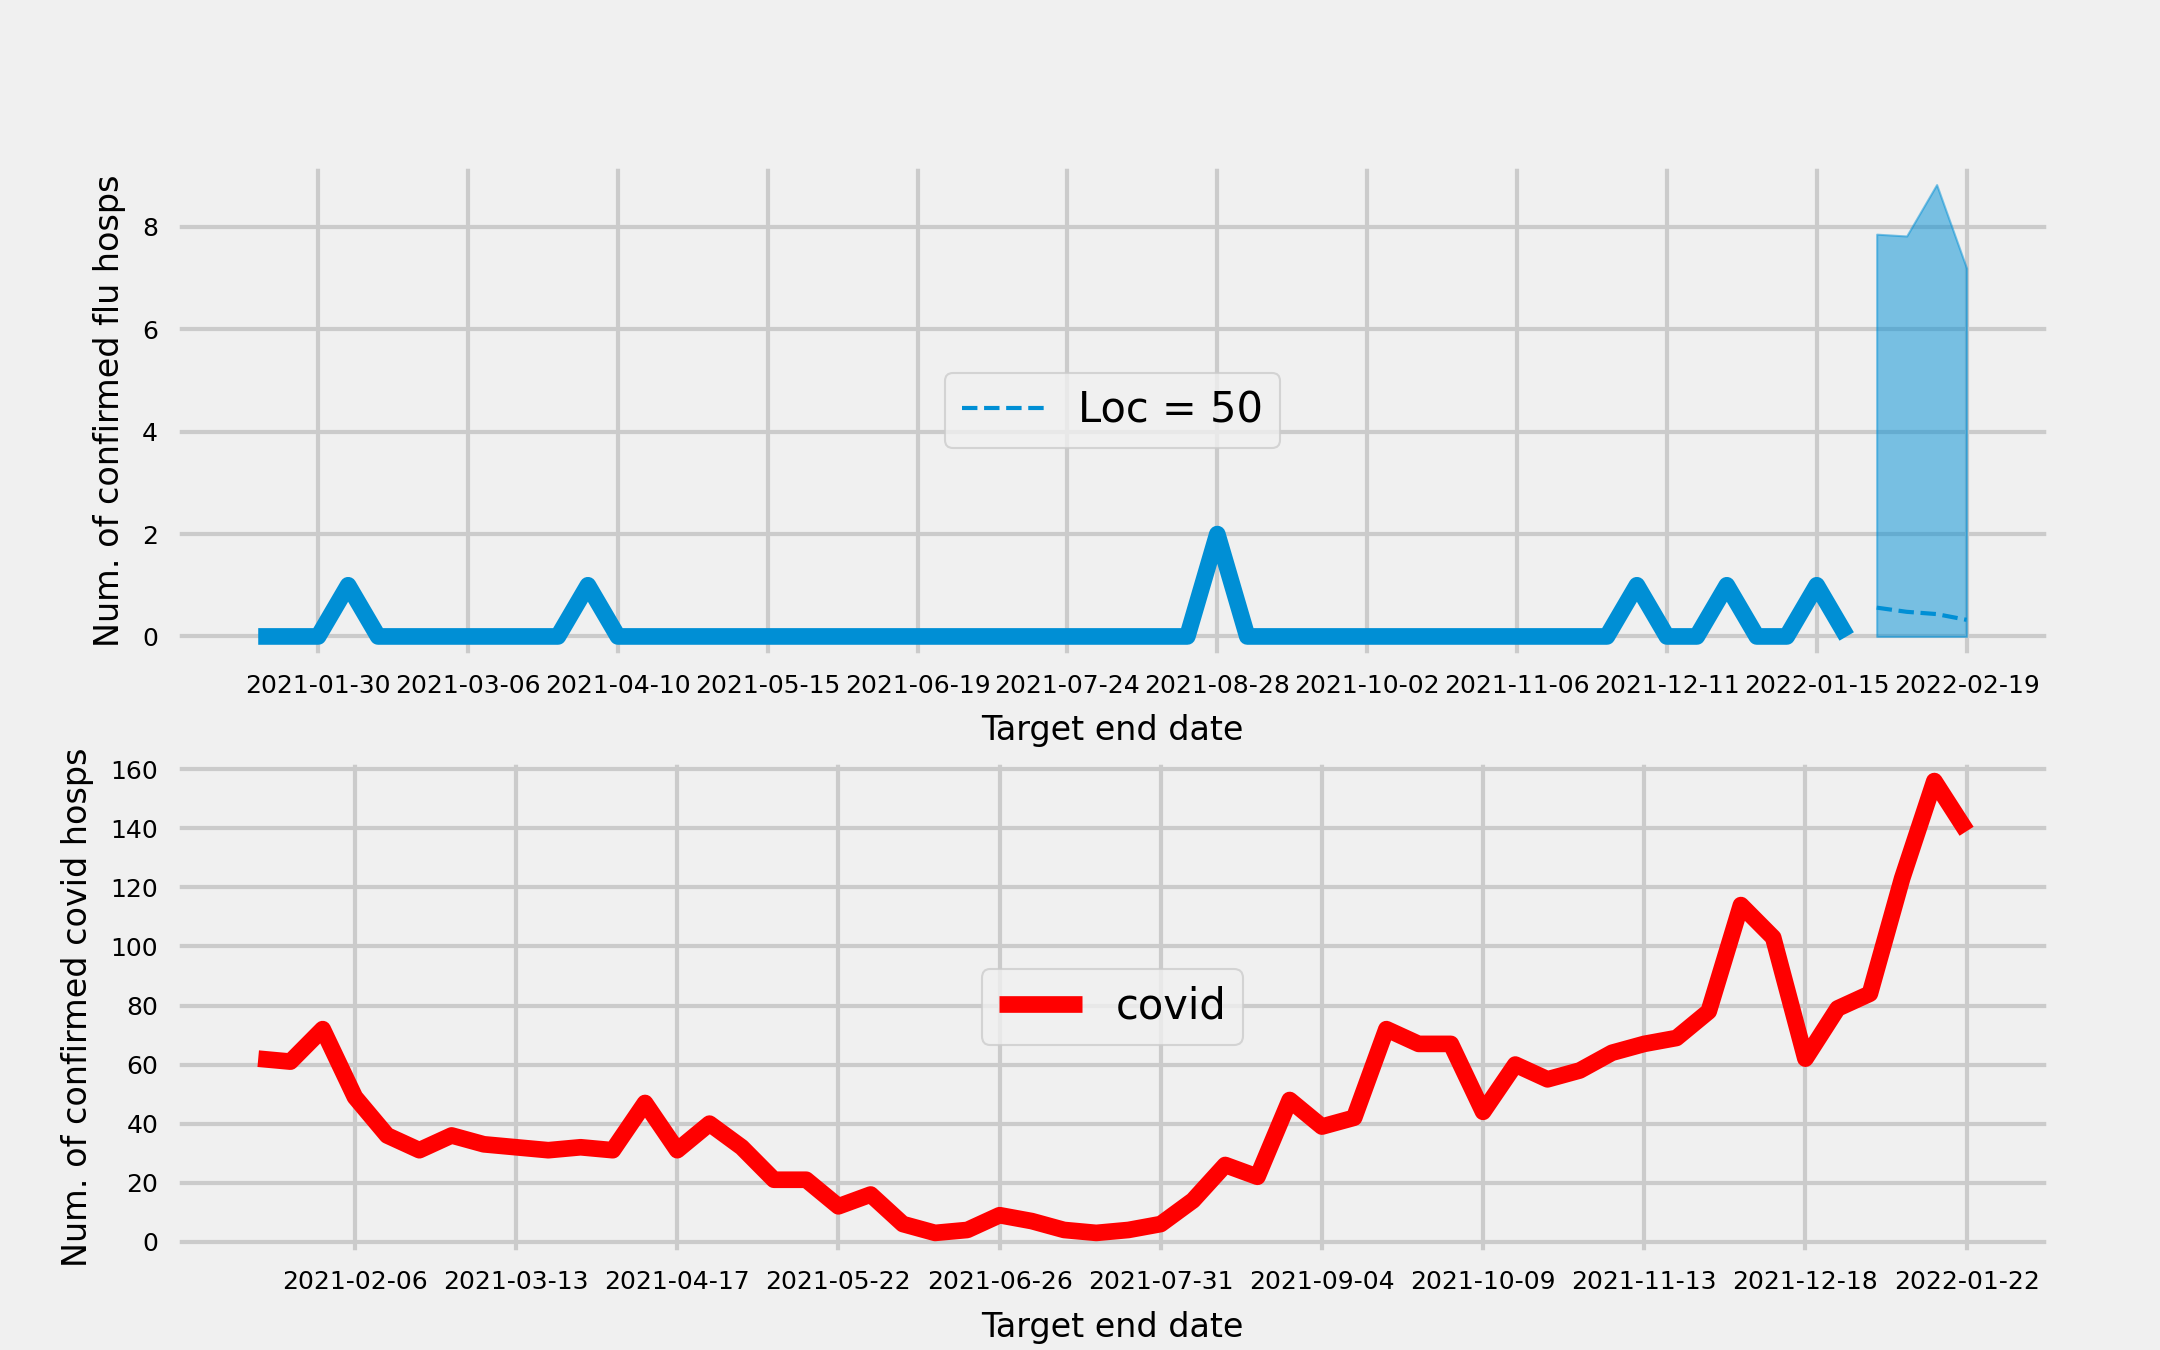 Num. of confirmed flu hosps
8
6
4
2
0
Loc = 50
2021-01-30 2021-03-06 2021-04-10 2021-05-15 2021-06-19 2021-07-24 2021-08-28 2021-10-02 2021-11-06 2021-12-11 2022-01-15 2022-02-19
Target end date
Num. of confirmed covid hosps
160
140
120
100
80
60
40
20
0
covid
2021-02-06 2021-03-13 2021-04-17 2021-05-22 2021-06-26 2021-07-31 2021-09-04 2021-10-09 2021-11-13 2021-12-18 2022-01-22
Target end date